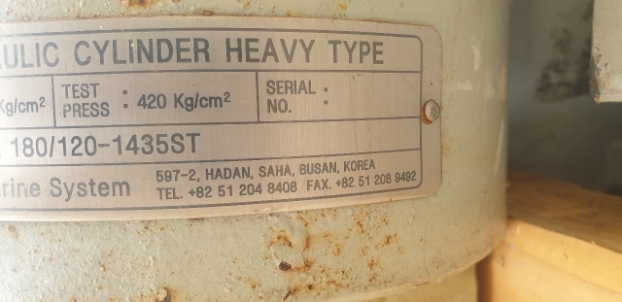 ULIC CYLINDER HEAVY TYPE
Kg/cm² TEST PRESS : 420 Kg/cm² SERIAL NO. :
180/120-1435ST
rine System 597-2, HADAN, SAHA, BUSAN, KOREA
TEL. +82 51 204 8408 FAX. +82 51 208 9492